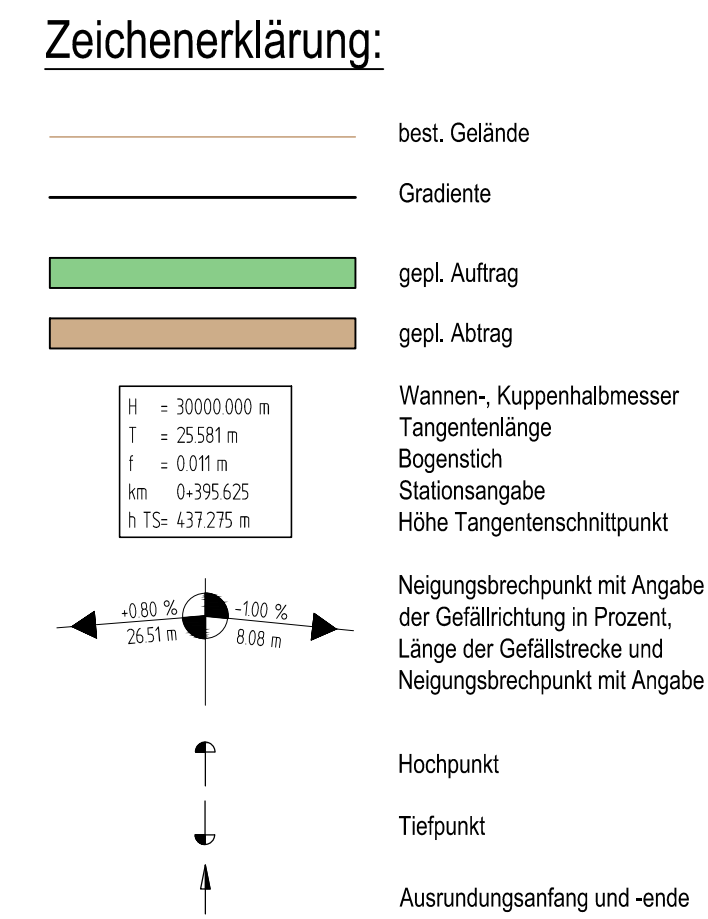 Zeichenerklärung:
best. Gelände
Gradiente
gepl. Auftrag
gepl. Abtrag
H = 30000.000 m
T = 25.581 m
f = 0.011 m
km 0+395.625
h TS= 437.275 m
Wannen-, Kuppenhalbmesser
Tangentenlänge
Bogenstich
Stationsangabe
Höhe Tangentenschnittpunkt
+0.80 %
26.51 m
-1.00 %
8.08 m
Neigungsbrechpunkt mit Angabe
der Gefällrichtung in Prozent,
Länge der Gefällstrecke und
Neigungsbrechpunkt mit Angabe
Hochpunkt
Tiefpunkt
Ausrundungsanfang und -ende